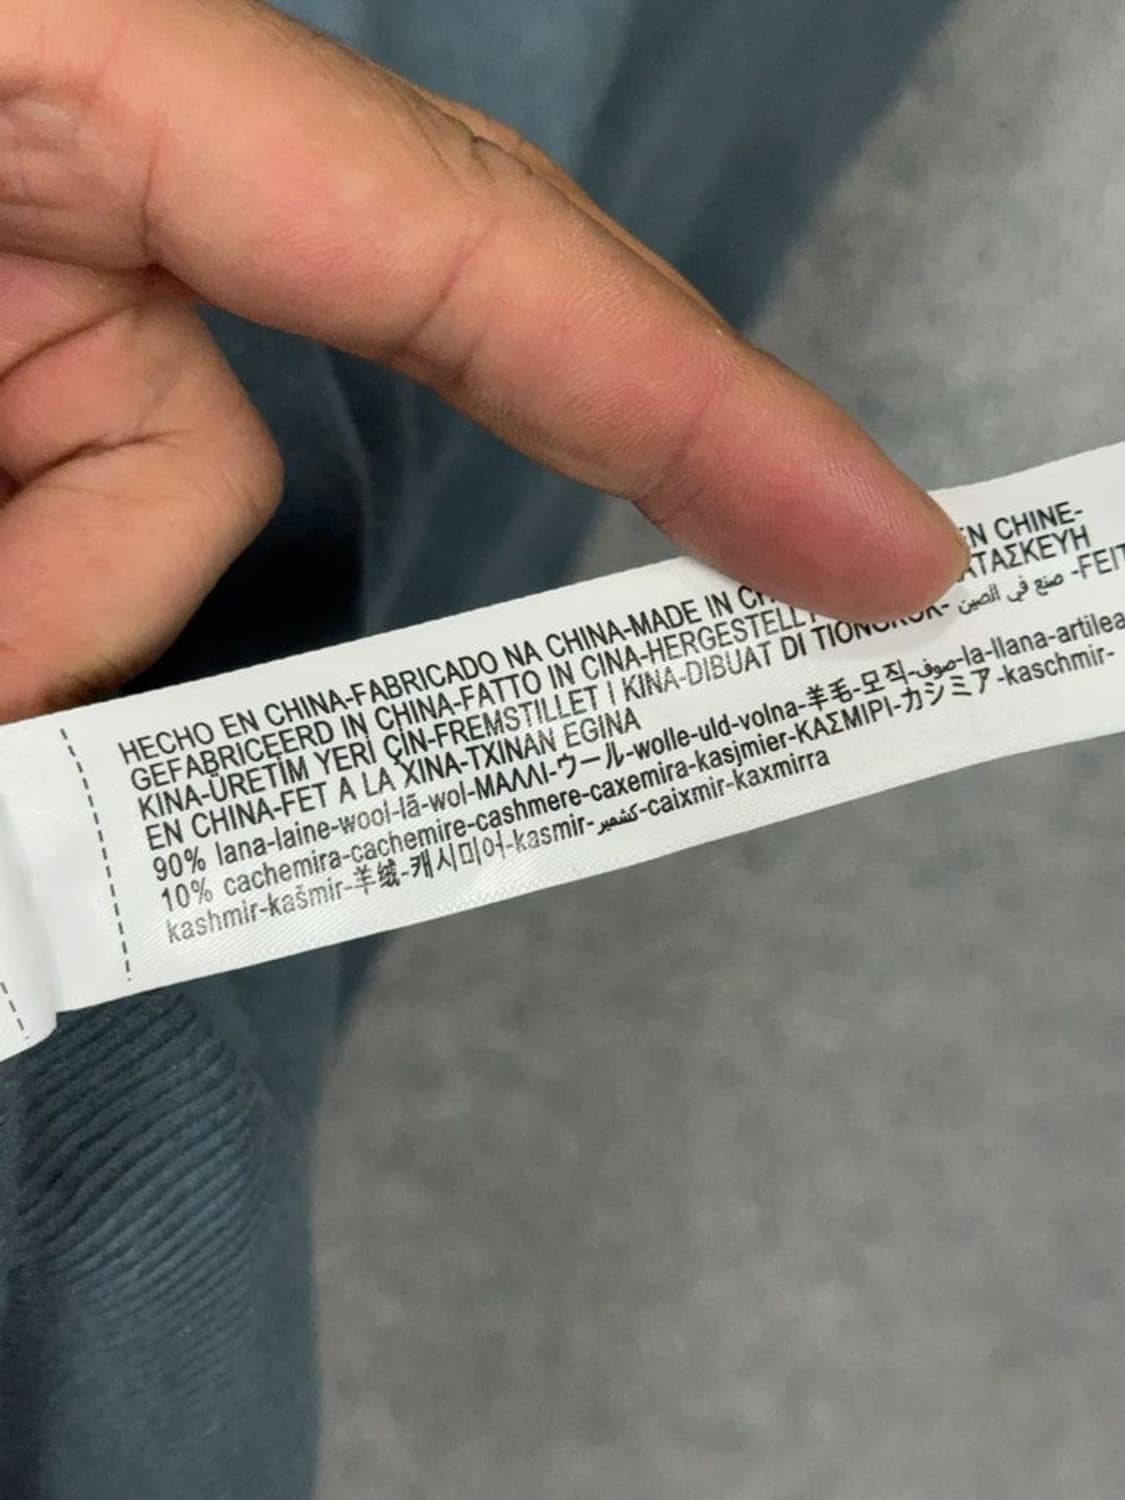 HECHO EN CHINA-FABRICADO NA CHINA-MADE IN EN CHINE-
GEFABRICEERD IN CHINA-FATTO IN CINA-HERGESTELLT
KINA-ÜRETİM YERİ ÇİN-FREMSTILLET I KINA-DIBUAT DI صنع في الصين -FEIT
EN CHINA-FET A LA XINA-TXINAN EGINA
90% lana-laine-wool-lã-wol-ΜΑΛΛΙ-ウール-wolle-uld-volna-羊毛-모직-صوف-la-llana-artilea
10% cachemira-cachemire-cashmere-caxemira-kasjmier-ΚΑΣΜΙΡΙ-カシミア-kaschmir-
kashmir-kašmir-羊绒-캐시미어-kasmir-كشمير-caixmir-kaxmirra